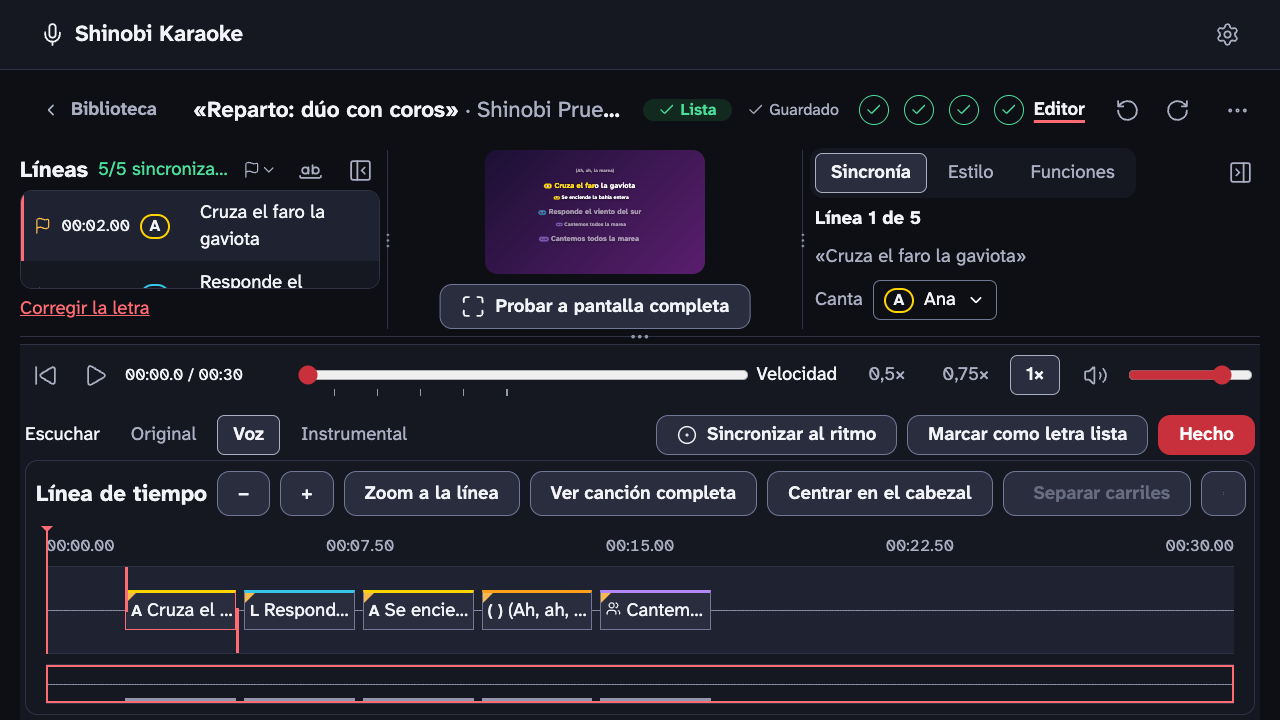 Shinobi Karaoke
Biblioteca
«Reparto: dúo con coros» · Shinobi Prue...
Lista
Guardado
Editor
Líneas 5/5 sincroniza... ab
00:02.00 A Cruza el faro la gaviota
Responde el
Corregir la letra
(Ah, ah, la marea)
Cruza el faro la gaviota
Se enciende la bahía entera
Responde el viento del sur
Cantemos todos la marea
Cantemos todos la marea
Probar a pantalla completa
Sincronía Estilo Funciones
Línea 1 de 5
«Cruza el faro la gaviota»
Canta A Ana
00:00.0 / 00:30
Velocidad 0,5× 0,75× 1×
Escuchar Original Voz Instrumental
Sincronizar al ritmo
Marcar como letra lista
Hecho
Línea de tiempo − + Zoom a la línea Ver canción completa Centrar en el cabezal Separar carriles
00:00.00 00:07.50 00:15.00 00:22.50 00:30.00
A Cruza el ... L Respond... A Se encie... ( ) (Ah, ah, ... Cantem...